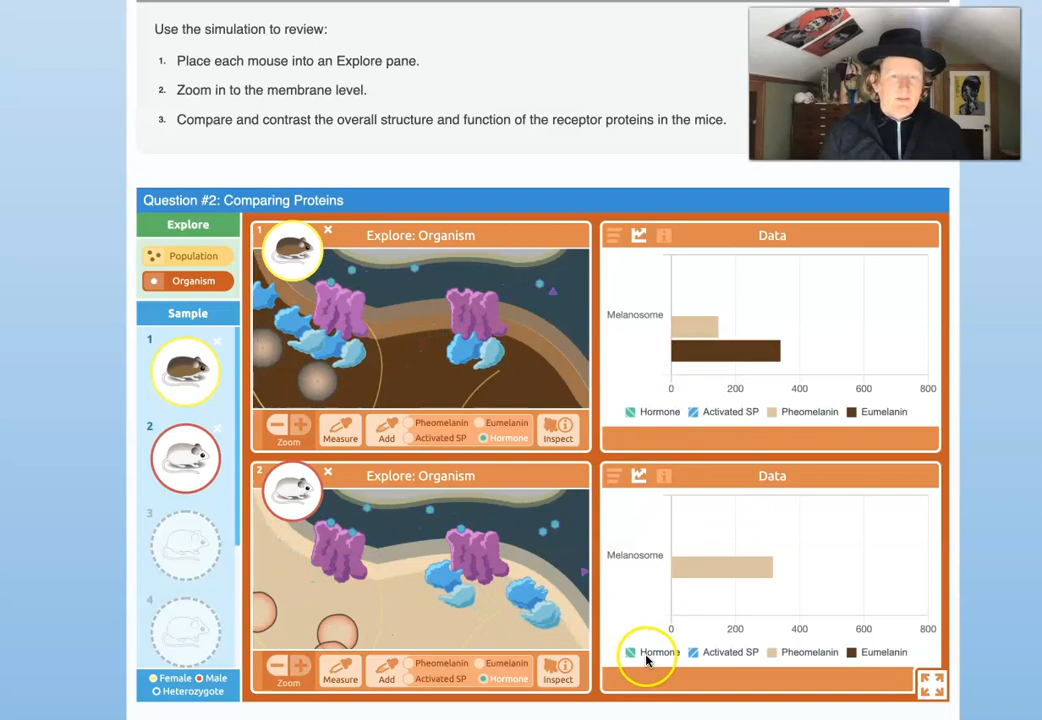 Use the simulation to review:
1. Place each mouse into an Explore pane.
2. Zoom in to the membrane level.
3. Compare and contrast the overall structure and function of the receptor proteins in the mice.
Question #2: Comparing Proteins
Explore
Population
Organism
Sample
1
2
3
4
Female Male
Heterozygote
1
Explore: Organism
Zoom
Measure
Add
Pheomelanin Eumelanin
Activated SP Hormone
Inspect
Data
Melanosome
0 200 400 600 800
Hormone Activated SP Pheomelanin Eumelanin
2
Explore: Organism
Zoom
Measure
Add
Pheomelanin Eumelanin
Activated SP Hormone
Inspect
Data
Melanosome
0 200 400 600 800
Hormone Activated SP Pheomelanin Eumelanin